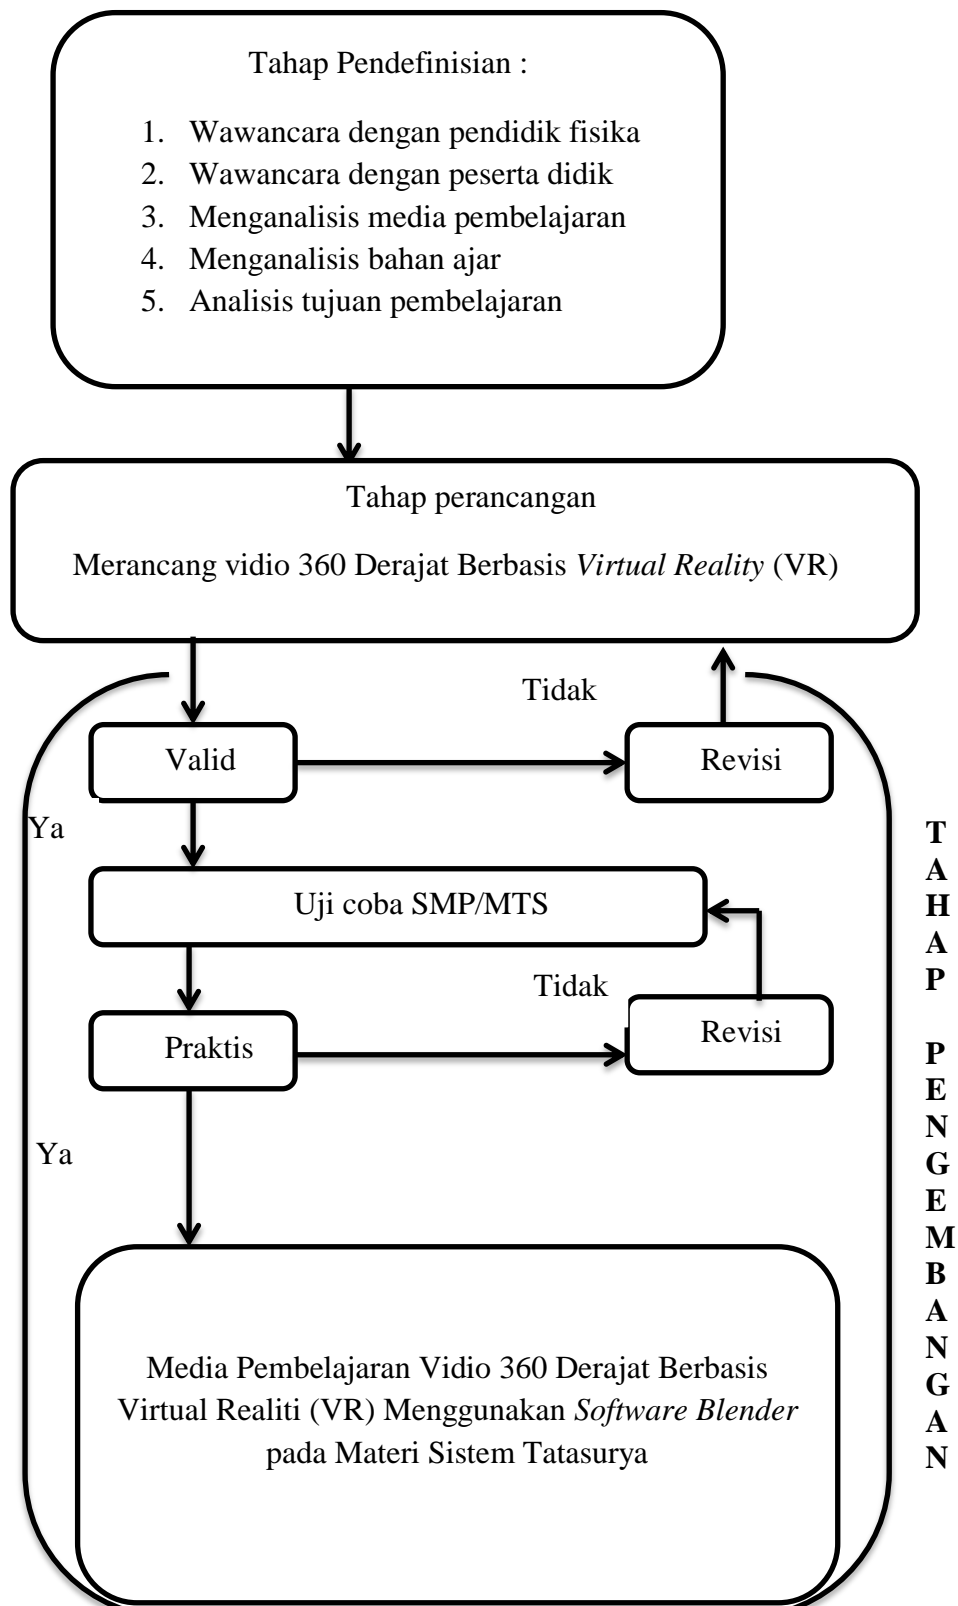 Tahap Pendefinisian :
1. Wawancara dengan pendidik fisika
2. Wawancara dengan peserta didik
3. Menganalisis media pembelajaran
4. Menganalisis bahan ajar
5. Analisis tujuan pembelajaran
Tahap perancangan
Merancang vidio 360 Derajat Berbasis Virtual Reality (VR)
Tidak
Valid
Revisi
Ya
Uji coba SMP/MTS
Tidak
Praktis
Revisi
Ya
Media Pembelajaran Vidio 360 Derajat Berbasis
Virtual Realiti (VR) Menggunakan Software Blender
pada Materi Sistem Tatasurya
T
A
H
A
P
P
E
N
G
E
M
B
A
N
G
A
N